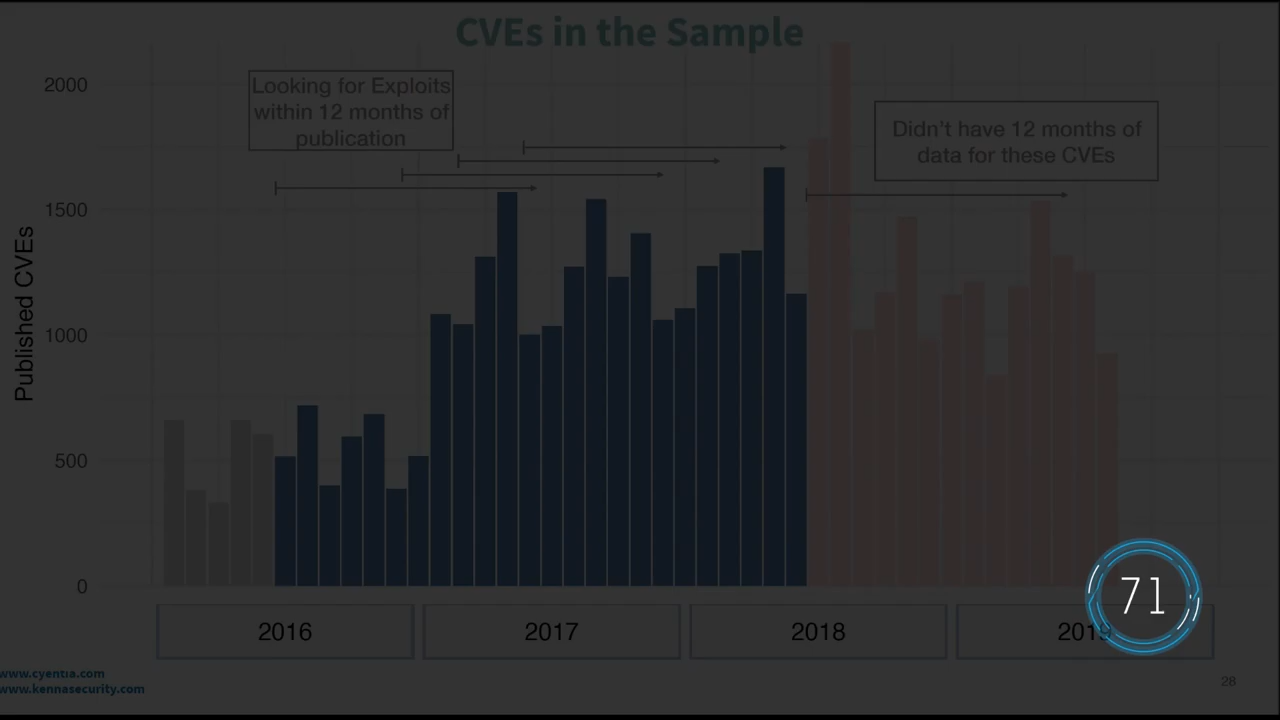 CVEs in the Sample
Looking for Exploits
within 12 months of
publication
Didn't have 12 months of
data for these CVEs
Published CVEs
2000
1500
1000
500
0
2016
2017
2018
2019
71
www.cyentia.com
www.kennasecurity.com
28